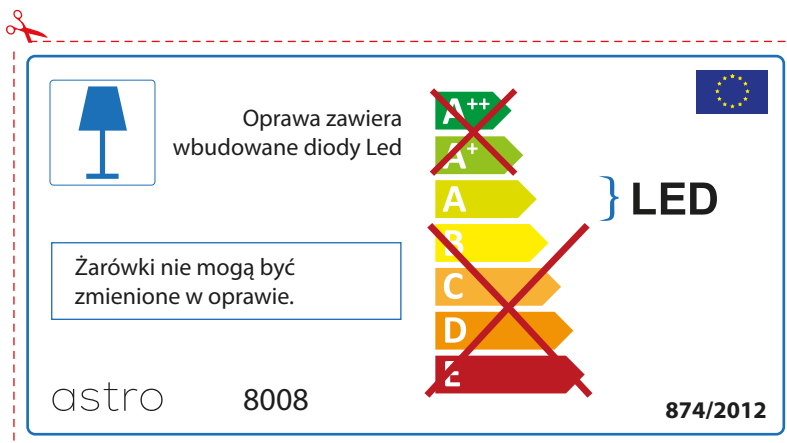 Oprawa zawiera
wbudowane diody Led
A++
A+
A
B
C
D
E
LED
Żarówki nie mogą być
zmienione w oprawie.
astro 8008
874/2012